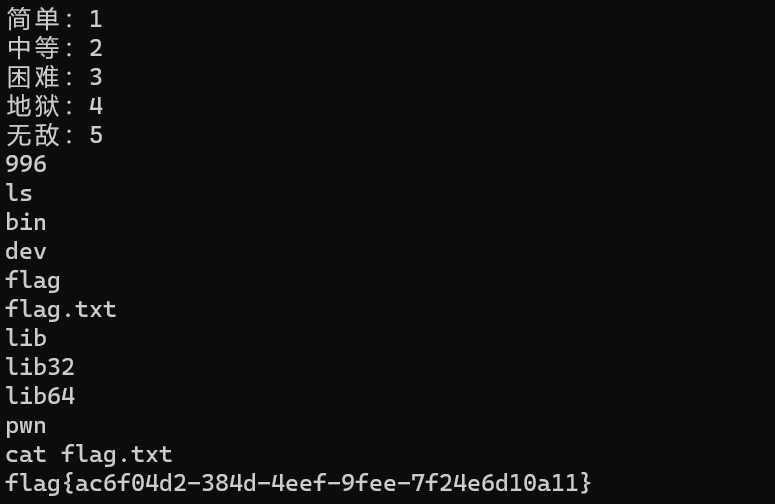 简单: 1
中等: 2
困难: 3
地狱: 4
无敌: 5
996
ls
bin
dev
flag
flag.txt
lib
lib32
lib64
pwn
cat flag.txt
flag{ac6f04d2-384d-4eef-9fee-7f24e6d10a11}